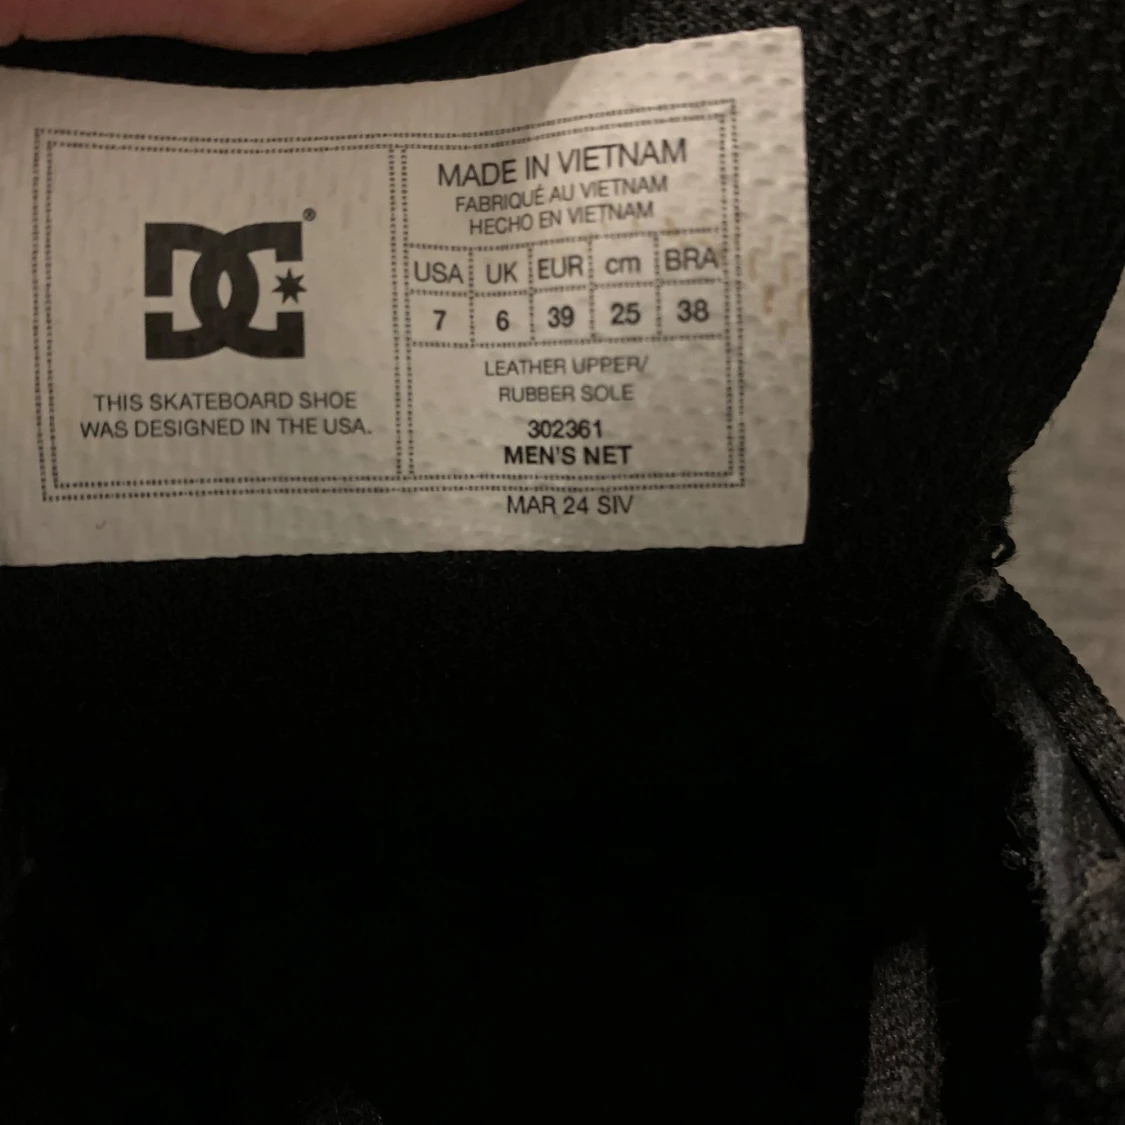 DC®
THIS SKATEBOARD SHOE
WAS DESIGNED IN THE USA.
MADE IN VIETNAM
FABRIQUÉ AU VIETNAM
HECHO EN VIETNAM
USA UK EUR cm BRA
7 6 39 25 38
LEATHER UPPER/
RUBBER SOLE
302361
MEN'S NET
MAR 24 SIV